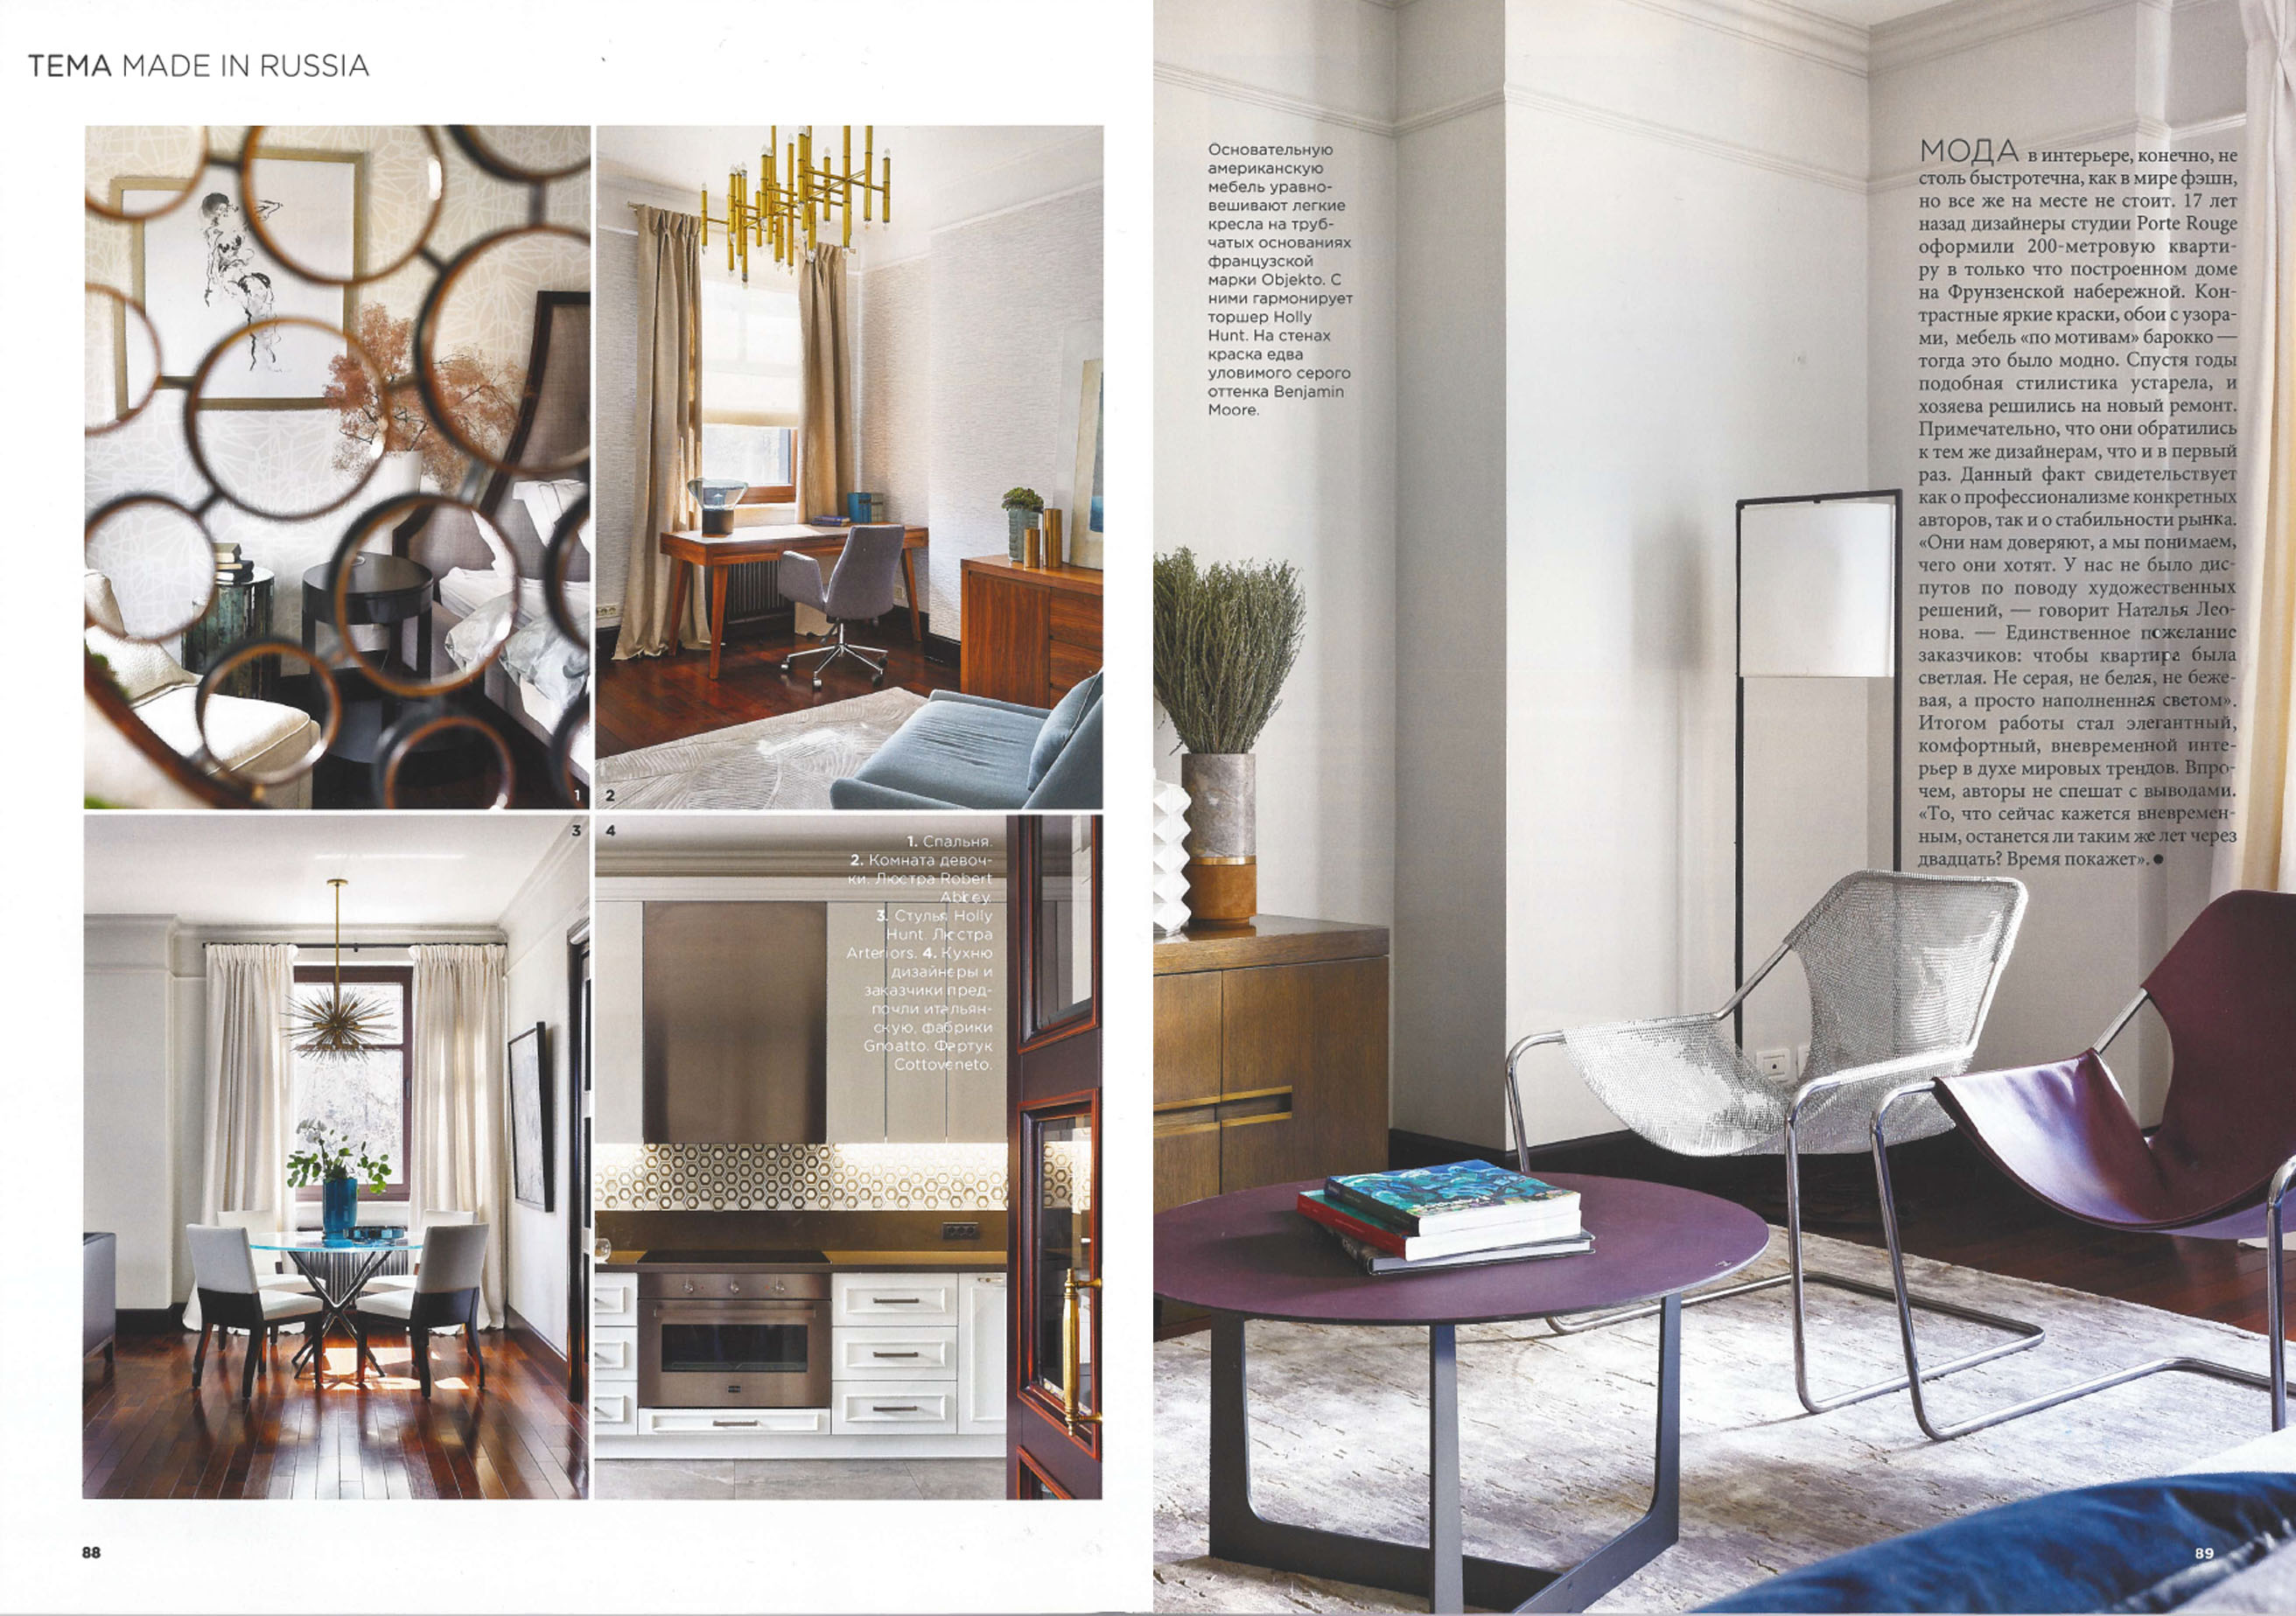 ТЕМА MADE IN RUSSIA
1
2
3
4
1. Спальня.
2. Комната девоч-
ки. Люстра Robert
Abbey.
3. Стулья Holly
Hunt. Люстра
Arteriors. 4. Кухню
дизайнеры и
заказчики пред-
почли итальян-
скую, фабрики
Gnoatto. Фартук
Cottoveneto.
88
Основательную
американскую
мебель уравно-
вешивают легкие
кресла на труб-
чатых основаниях
французской
марки Objekto. С
ними гармонирует
торшер Holly
Hunt. На стенах
краска едва
уловимого серого
оттенка Benjamin
Moore.
МОДА в интерьере, конечно, не
столь быстротечна, как в мире фэшн,
но все же на месте не стоит. 17 лет
назад дизайнеры студии Porte Rouge
оформили 200-метровую кварти-
ру в только что построенном доме
на Фрунзенской набережной. Кон-
трастные яркие краски, обои с узора-
ми, мебель «по мотивам» барокко —
тогда это было модно. Спустя годы
подобная стилистика устарела, и
хозяева решились на новый ремонт.
Примечательно, что они обратились
к тем же дизайнерам, что и в первый
раз. Данный факт свидетельствует
как о профессионализме конкретных
авторов, так и о стабильности рынка.
«Они нам доверяют, а мы понимаем,
чего они хотят. У нас не было дис-
путов по поводу художественных
решений, — говорит Наталья Лео-
нова. — Единственное пожелание
заказчиков: чтобы квартира была
светлая. Не серая, не белая, не беже-
вая, а просто наполненная светом».
Итогом работы стал элегантный,
комфортный, вневременной инте-
рьер в духе мировых трендов. Впро-
чем, авторы не спешат с выводами.
«То, что сейчас кажется вневремен-
ным, останется ли таким же лет через
двадцать? Время покажет».●
89